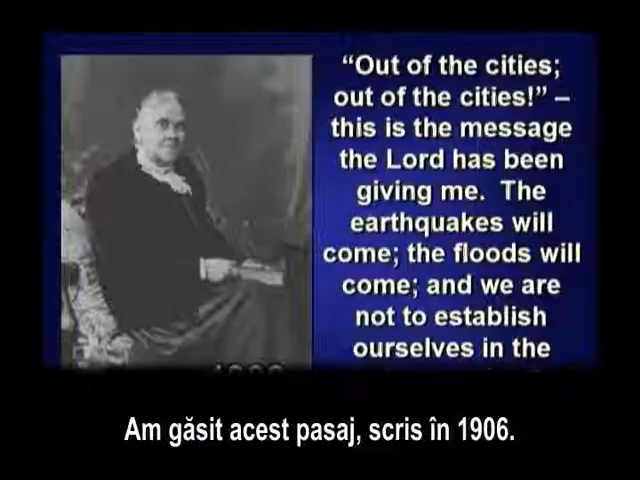 “Out of the cities;
out of the cities!” –
this is the message
the Lord has been
giving me. The
earthquakes will
come; the floods will
come; and we are
not to establish
ourselves in the
Am găsit acest pasaj, scris în 1906.